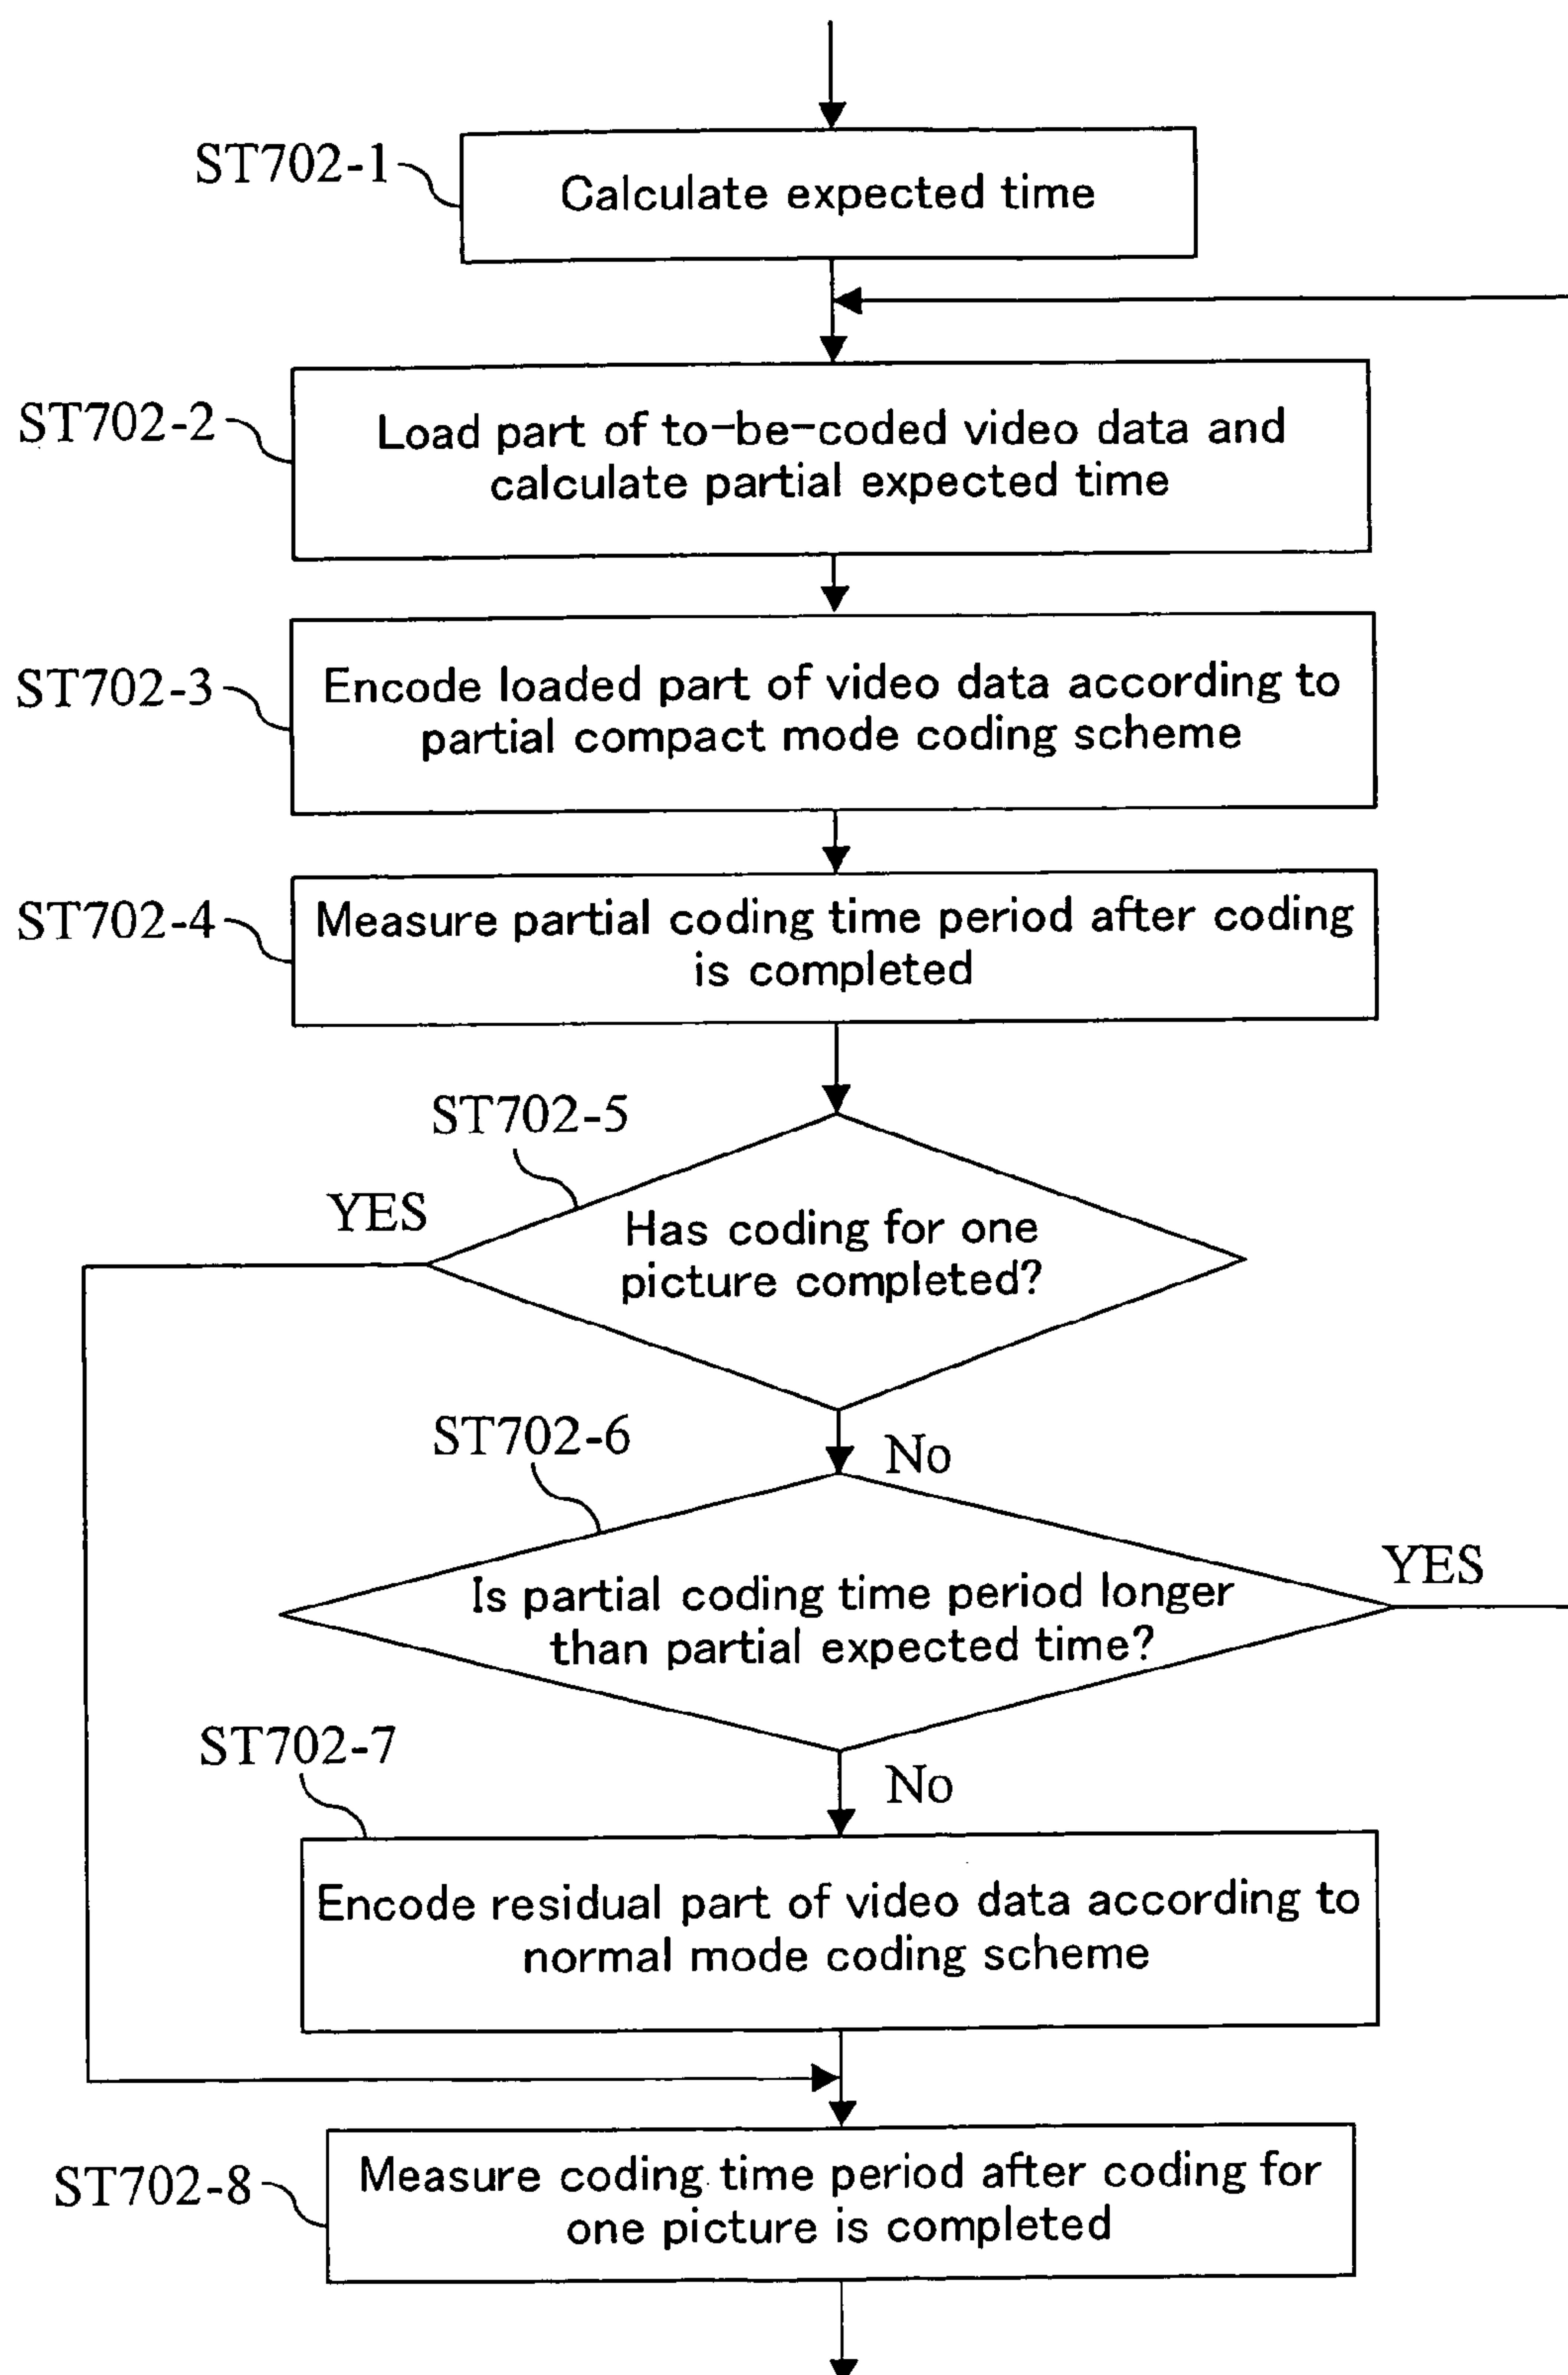 ST702-1
Calculate expected time
ST702-2
Load part of to-be-coded video data and
calculate partial expected time
ST702-3
Encode loaded part of video data according to
partial compact mode coding scheme
ST702-4
Measure partial coding time period after coding
is completed
ST702-5
YES
Has coding for one
picture completed?
No
ST702-6
YES
Is partial coding time period longer
than partial expected time?
No
ST702-7
Encode residual part of video data according to
normal mode coding scheme
ST702-8
Measure coding time period after coding for
one picture is completed